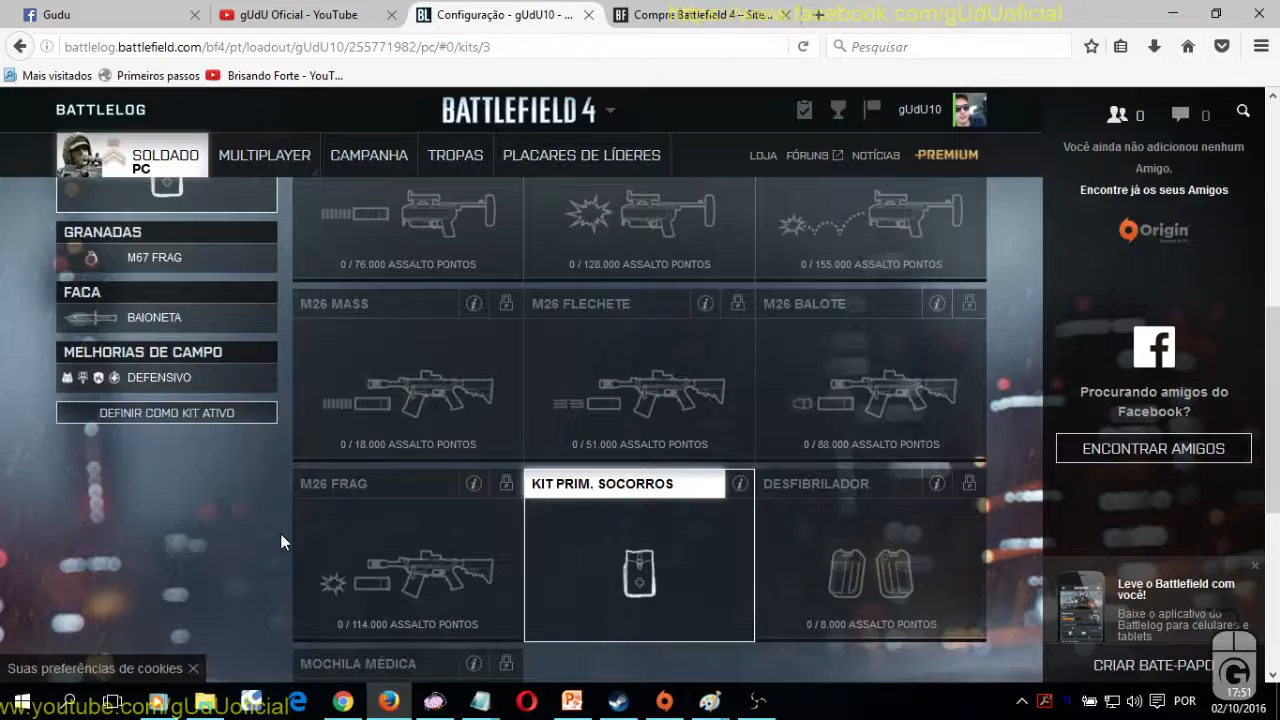 Gudu
gUdU Oficial - YouTube
Configuração - gUdU10 - ...
Compre Battlefield 4 -
https://www.facebook.com/gUdUoficial
battlelog.battlefield.com/bf4/pt/loadout/gUdU10/255771982/pc/#0/kits/3
Pesquisar
Mais visitados
Primeiros passos
Brisando Forte - YouT...
BATTLELOG
BATTLEFIELD 4
gUdU10
0
0
SOLDADO
PC
MULTIPLAYER
CAMPANHA
TROPAS
PLACARES DE LÍDERES
LOJA
FÓRUNS
NOTÍCIAS
PREMIUM
Você ainda não adicionou nenhum
Amigo.
Encontre já os seus Amigos
Origin
GRANADAS
M67 FRAG
FACA
BAIONETA
MELHORIAS DE CAMPO
DEFENSIVO
DEFINIR COMO KIT ATIVO
0 / 76.000 ASSALTO PONTOS
0 / 128.000 ASSALTO PONTOS
0 / 155.000 ASSALTO PONTOS
M26 MASS
M26 FLECHETE
M26 BALOTE
0 / 18.000 ASSALTO PONTOS
0 / 51.000 ASSALTO PONTOS
0 / 88.000 ASSALTO PONTOS
M26 FRAG
KIT PRIM. SOCORROS
DESFIBRILADOR
0 / 114.000 ASSALTO PONTOS
0 / 8.000 ASSALTO PONTOS
MOCHILA MÉDICA
Procurando amigos do
Facebook?
ENCONTRAR AMIGOS
Leve o Battlefield com
você!
Baixe o aplicativo do
Battlelog para celulares e
tablets
CRIAR BATE-PAPO
Suas preferências de cookies
www.youtube.com/gUdUoficial
POR
17:51
02/10/2016